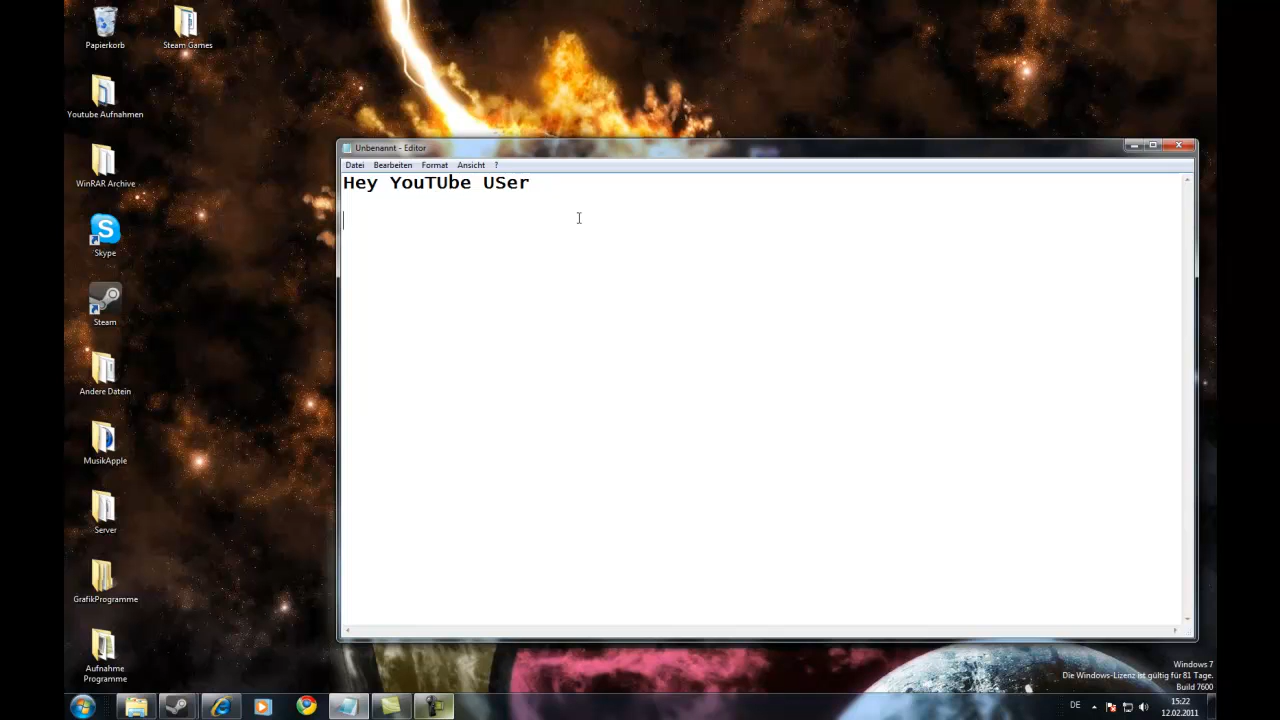 Papierkorb
Steam Games
Youtube Aufnahmen
WinRAR Archive
Skype
Steam
Andere Datein
MusikApple
Server
GrafikProgramme
Aufnahme
Programme
Unbenannt - Editor
Datei Bearbeiten Format Ansicht ?
Hey YouTUbe USer
Windows 7
Die Windows-Lizenz ist gültig für 81 Tage.
Build 7600
DE
15:22
12.02.2011